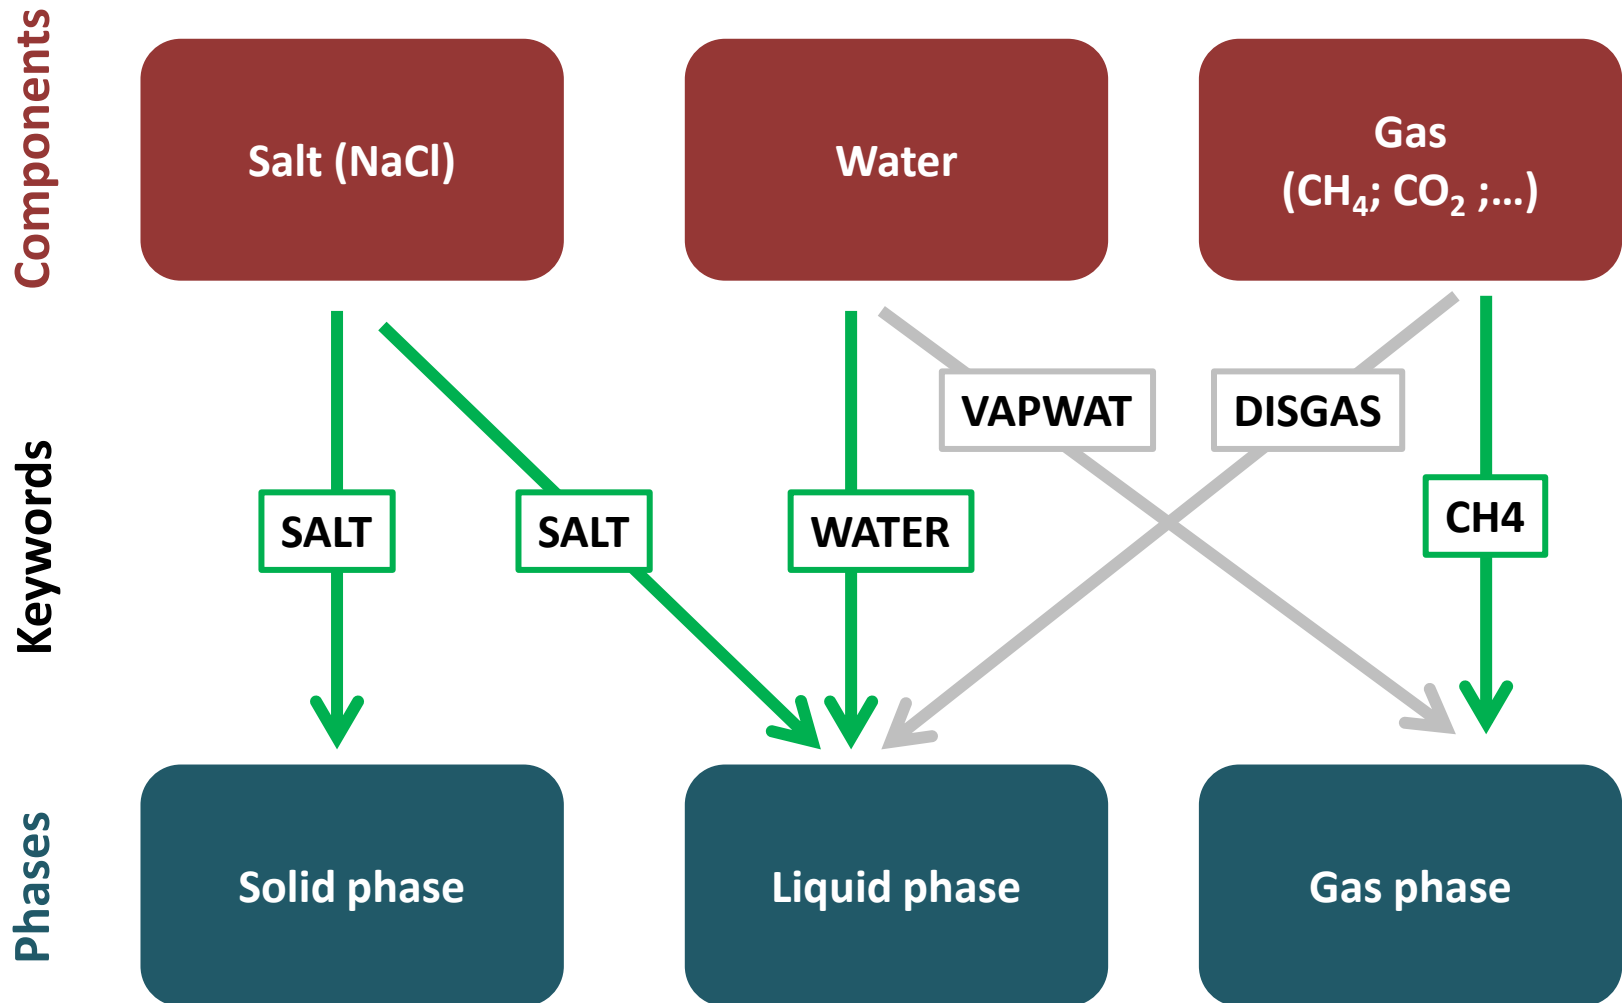 Components
Salt (NaCl)
Water
Gas
(CH₄; CO₂ ;...)
Keywords
VAPWAT
DISGAS
SALT
SALT
WATER
CH4
Phases
Solid phase
Liquid phase
Gas phase